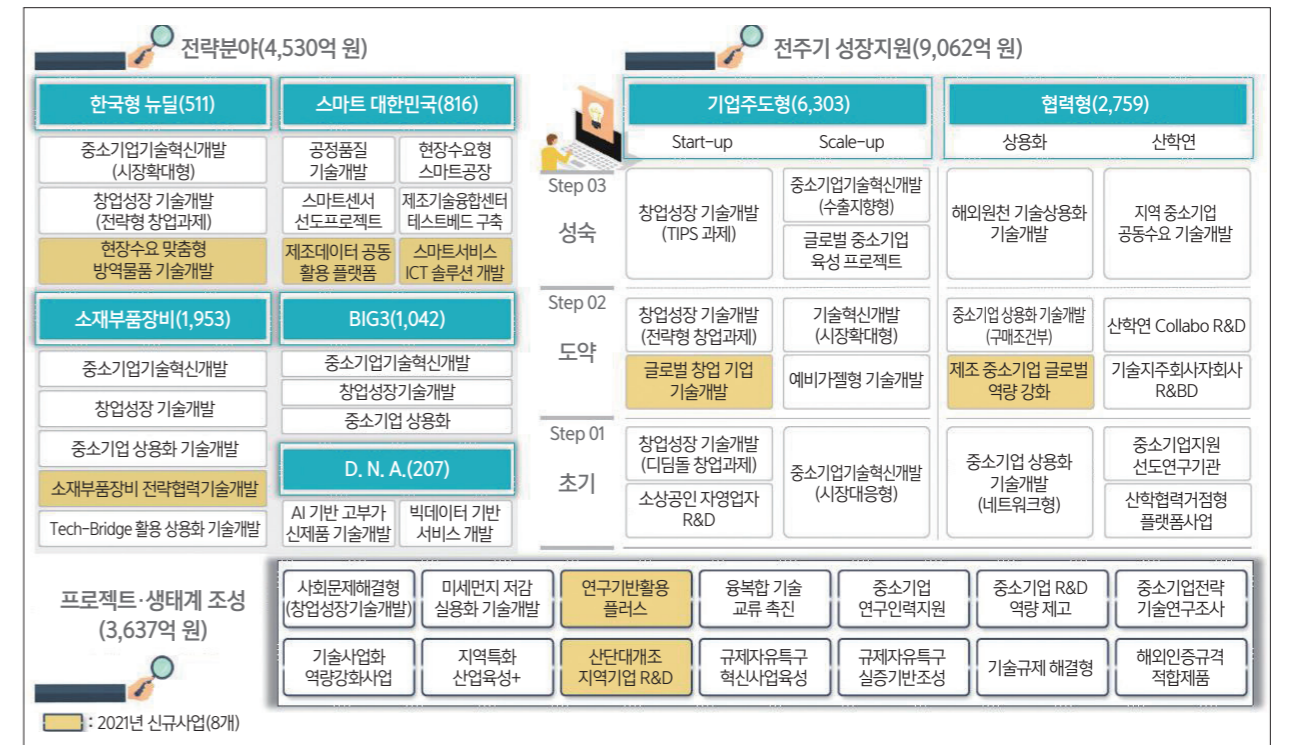 전략분야(4,530억 원)
한국형 뉴딜(511)
중소기업기술혁신개발
(시장확대형)
창업성장 기술개발
(전략형 창업과제)
현장수요 맞춤형
방역물품 기술개발
스마트 대한민국(816)
공정품질
기술개발
현장수요형
스마트공장
스마트센서
선도프로젝트
제조기술융합센터
테스트베드 구축
제조데이터 공동
활용 플랫폼
스마트서비스
ICT 솔루션 개발
소재부품장비(1,953)
중소기업기술혁신개발
창업성장 기술개발
중소기업 상용화 기술개발
소재부품장비 전략협력기술개발
Tech-Bridge 활용 상용화 기술개발
BIG3(1,042)
중소기업기술혁신개발
창업성장기술개발
중소기업 상용화
D. N. A.(207)
AI 기반 고부가
신제품 기술개발
빅데이터 기반
서비스 개발
전주기 성장지원(9,062억 원)
기업주도형(6,303)
Start-up
Scale-up
협력형(2,759)
상용화
산학연
Step 03
성숙
창업성장 기술개발
(TIPS 과제)
중소기업기술혁신개발
(수출지향형)
글로벌 중소기업
육성 프로젝트
해외원천 기술상용화
기술개발
지역 중소기업
공동수요 기술개발
Step 02
도약
창업성장 기술개발
(전략형 창업과제)
글로벌 창업 기업
기술개발
기술혁신개발
(시장확대형)
예비가젤형 기술개발
중소기업 상용화 기술개발
(구매조건부)
제조 중소기업 글로벌
역량 강화
산학연 Collabo R&D
기술지주회사자회사
R&BD
Step 01
초기
창업성장 기술개발
(디딤돌 창업과제)
소상공인 자영업자
R&D
중소기업기술혁신개발
(시장대응형)
중소기업 상용화
기술개발
(네트워크형)
중소기업지원
선도연구기관
산학협력거점형
플랫폼사업
프로젝트·생태계 조성
(3,637억 원)
사회문제해결형
(창업성장기술개발)
미세먼지 저감
실용화 기술개발
연구기반활용
플러스
융복합 기술
교류 촉진
중소기업
연구인력지원
중소기업 R&D
역량 제고
중소기업전략
기술연구조사
기술사업화
역량강화사업
지역특화
산업육성+
산단대개조
지역기업 R&D
규제자유특구
혁신사업육성
규제자유특구
실증기반조성
기술규제 해결형
해외인증규격
적합제품
: 2021년 신규사업(8개)